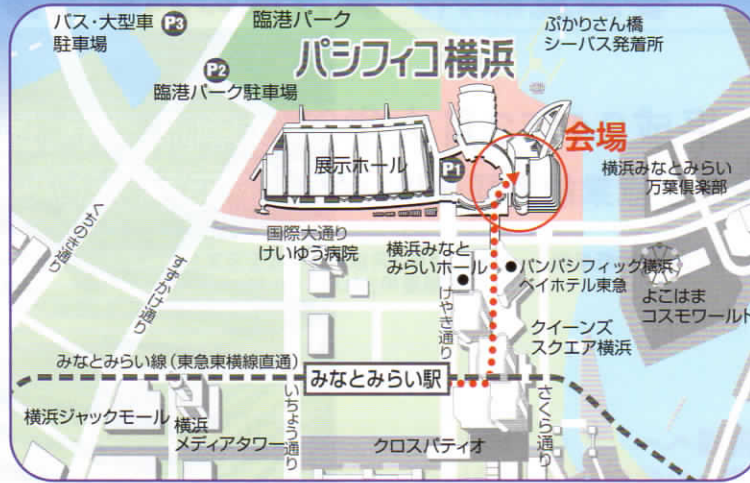 バス・大型車
駐車場
P3
臨港パーク
ぷかりさん橋
シーバス発着所
P2
臨港パーク駐車場
パシフィコ横浜
会場
展示ホール
P1
横浜みなとみらい
万葉倶楽部
くちのき通り
すずかけ通り
国際大通り
けいゆう病院
横浜みなと
みらいホール
けやき通り
パンパシフィック横浜
ベイホテル東急
よこはま
コスモワールド
クイーンズ
スクエア横浜
みなとみらい線(東急東横線直通)
みなとみらい駅
いちょう通り
さくら通り
横浜ジャックモール
横浜
メディアタワー
クロスパティオ